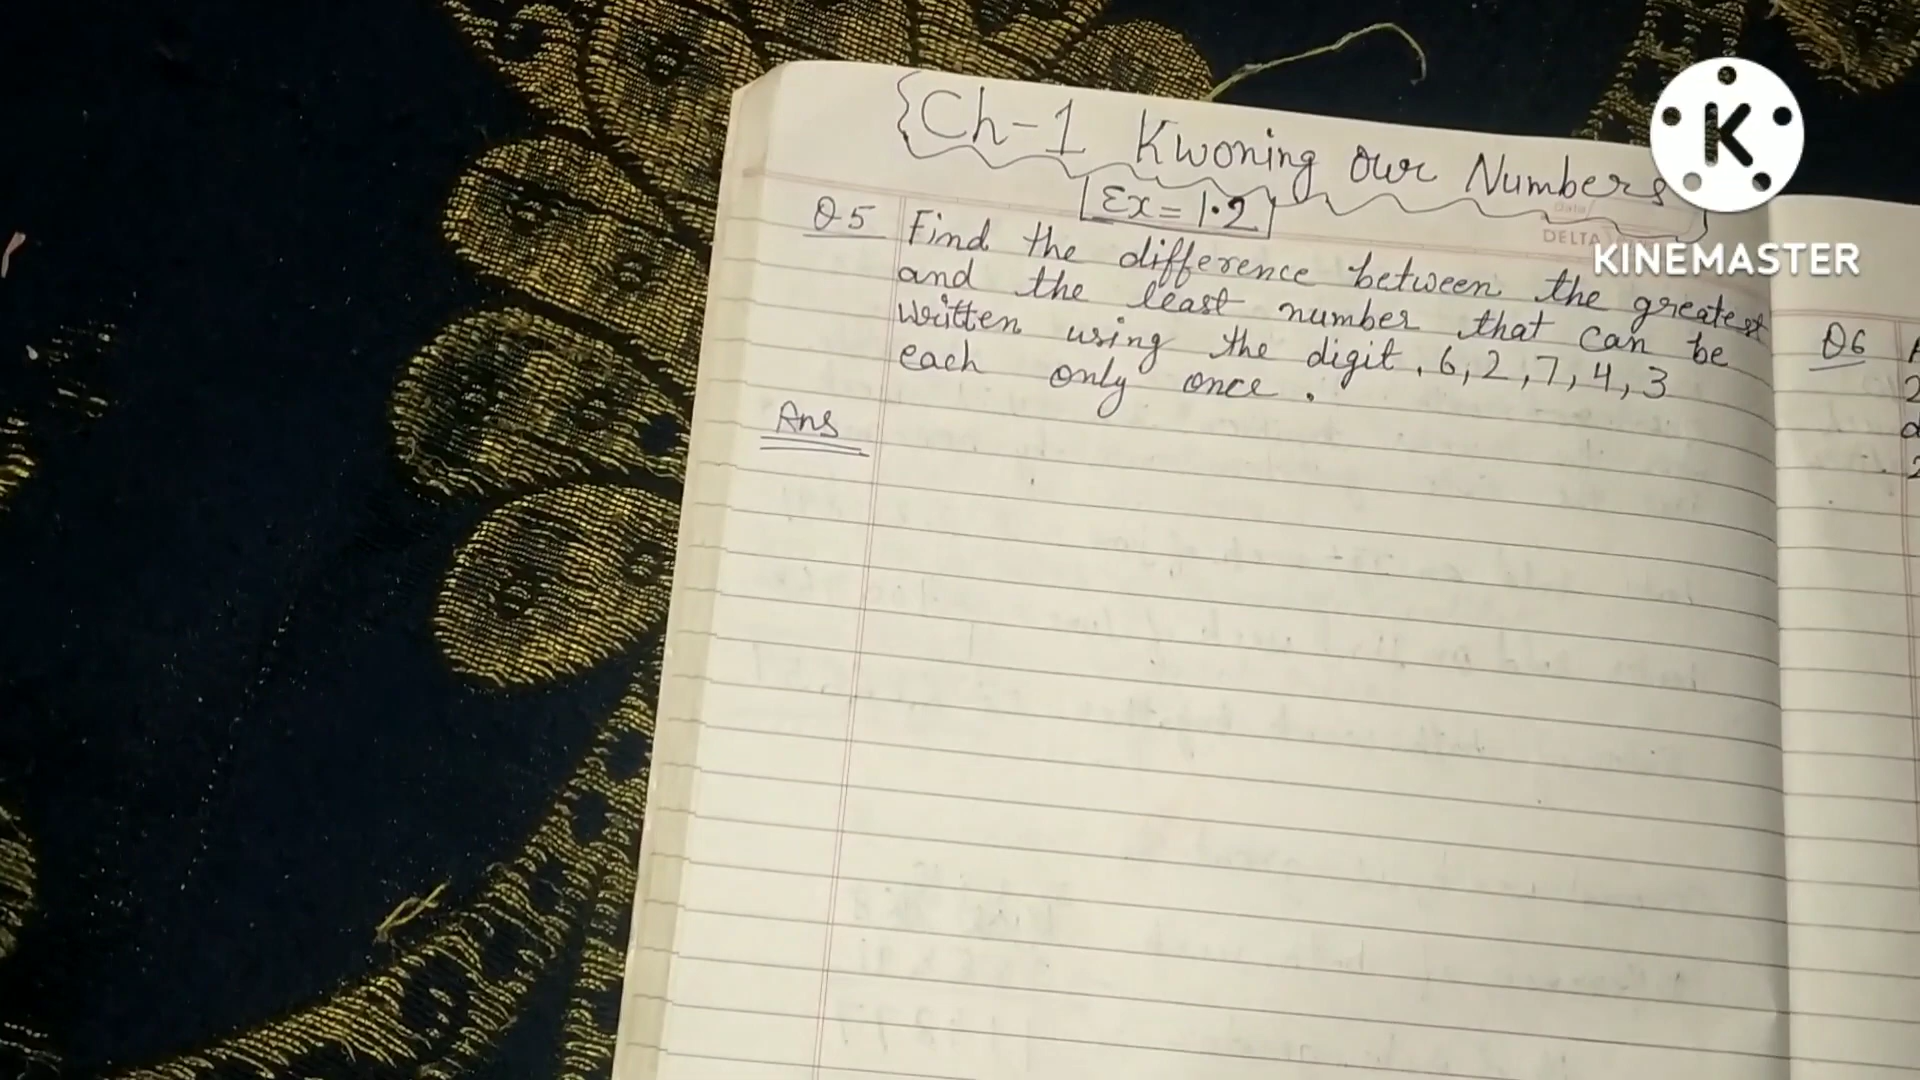 Ch-1 Kwoning our Numbers
Ex=1.2
Q5 Find the difference between the greatest
and the least number that can be
written using the digit, 6, 2, 7, 4, 3
each only once.
Ans
Date
DELTA
Q6
K
KINEMASTER